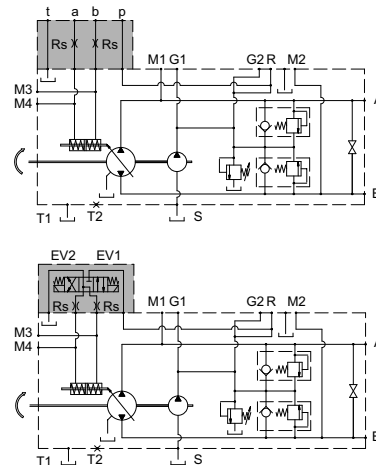 t a b p
Rs Rs
M1 G1 G2 R M2
M3
M4
A
B
T1 T2 S
EV2 EV1
Rs Rs
M1 G1 G2 R M2
M3
M4
A
B
T1 T2 S